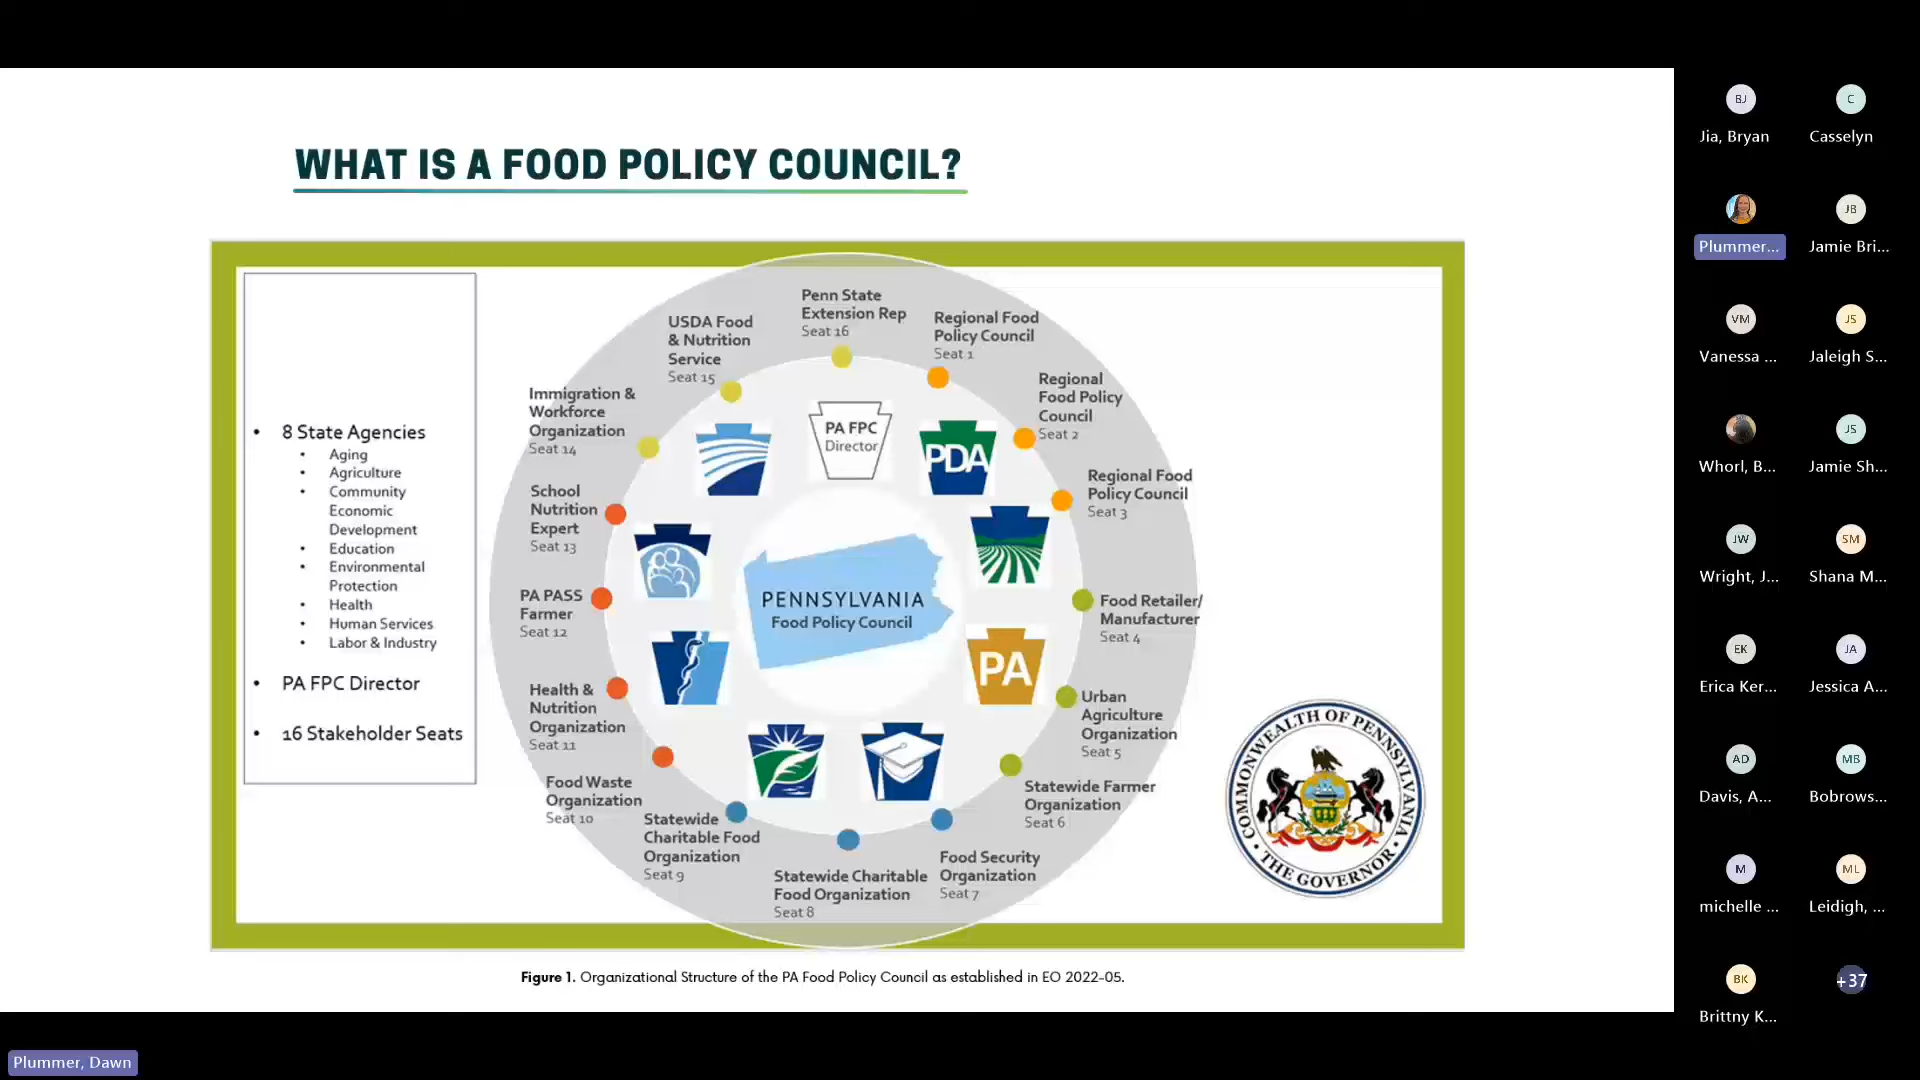 WHAT IS A FOOD POLICY COUNCIL?
• 8 State Agencies
• Aging
• Agriculture
• Community
Economic
Development
• Education
• Environmental
Protection
• Health
• Human Services
• Labor & Industry
• PA FPC Director
• 16 Stakeholder Seats
Penn State
Extension Rep
Seat 16
Regional Food
Policy Council
Seat 1
Regional
Food Policy
Council
Seat 2
Regional Food
Policy Council
Seat 3
Food Retailer/
Manufacturer
Seat 4
Urban
Agriculture
Organization
Seat 5
Statewide Farmer
Organization
Seat 6
Food Security
Organization
Seat 7
Statewide Charitable
Food Organization
Seat 8
Statewide
Charitable Food
Organization
Seat 9
Food Waste
Organization
Seat 10
Health &
Nutrition
Organization
Seat 11
PA PASS
Farmer
Seat 12
School
Nutrition
Expert
Seat 13
Immigration &
Workforce
Organization
Seat 14
USDA Food
& Nutrition
Service
Seat 15
PA FPC
Director
PDA
PA
PENNSYLVANIA
Food Policy Council
COMMONWEALTH OF PENNSYLVANIA
• THE GOVERNOR •
Figure 1. Organizational Structure of the PA Food Policy Council as established in EO 2022-05.
BJ
Jia, Bryan
C
Casselyn
Plummer...
JB
Jamie Bri...
VM
Vanessa ...
JS
Jaleigh S...
Whorl, B...
JS
Jamie Sh...
JW
Wright, J...
SM
Shana M...
EK
Erica Ker...
JA
Jessica A...
AD
Davis, A...
MB
Bobrows...
M
michelle ...
ML
Leidigh, ...
BK
Brittny K...
+37
Plummer, Dawn